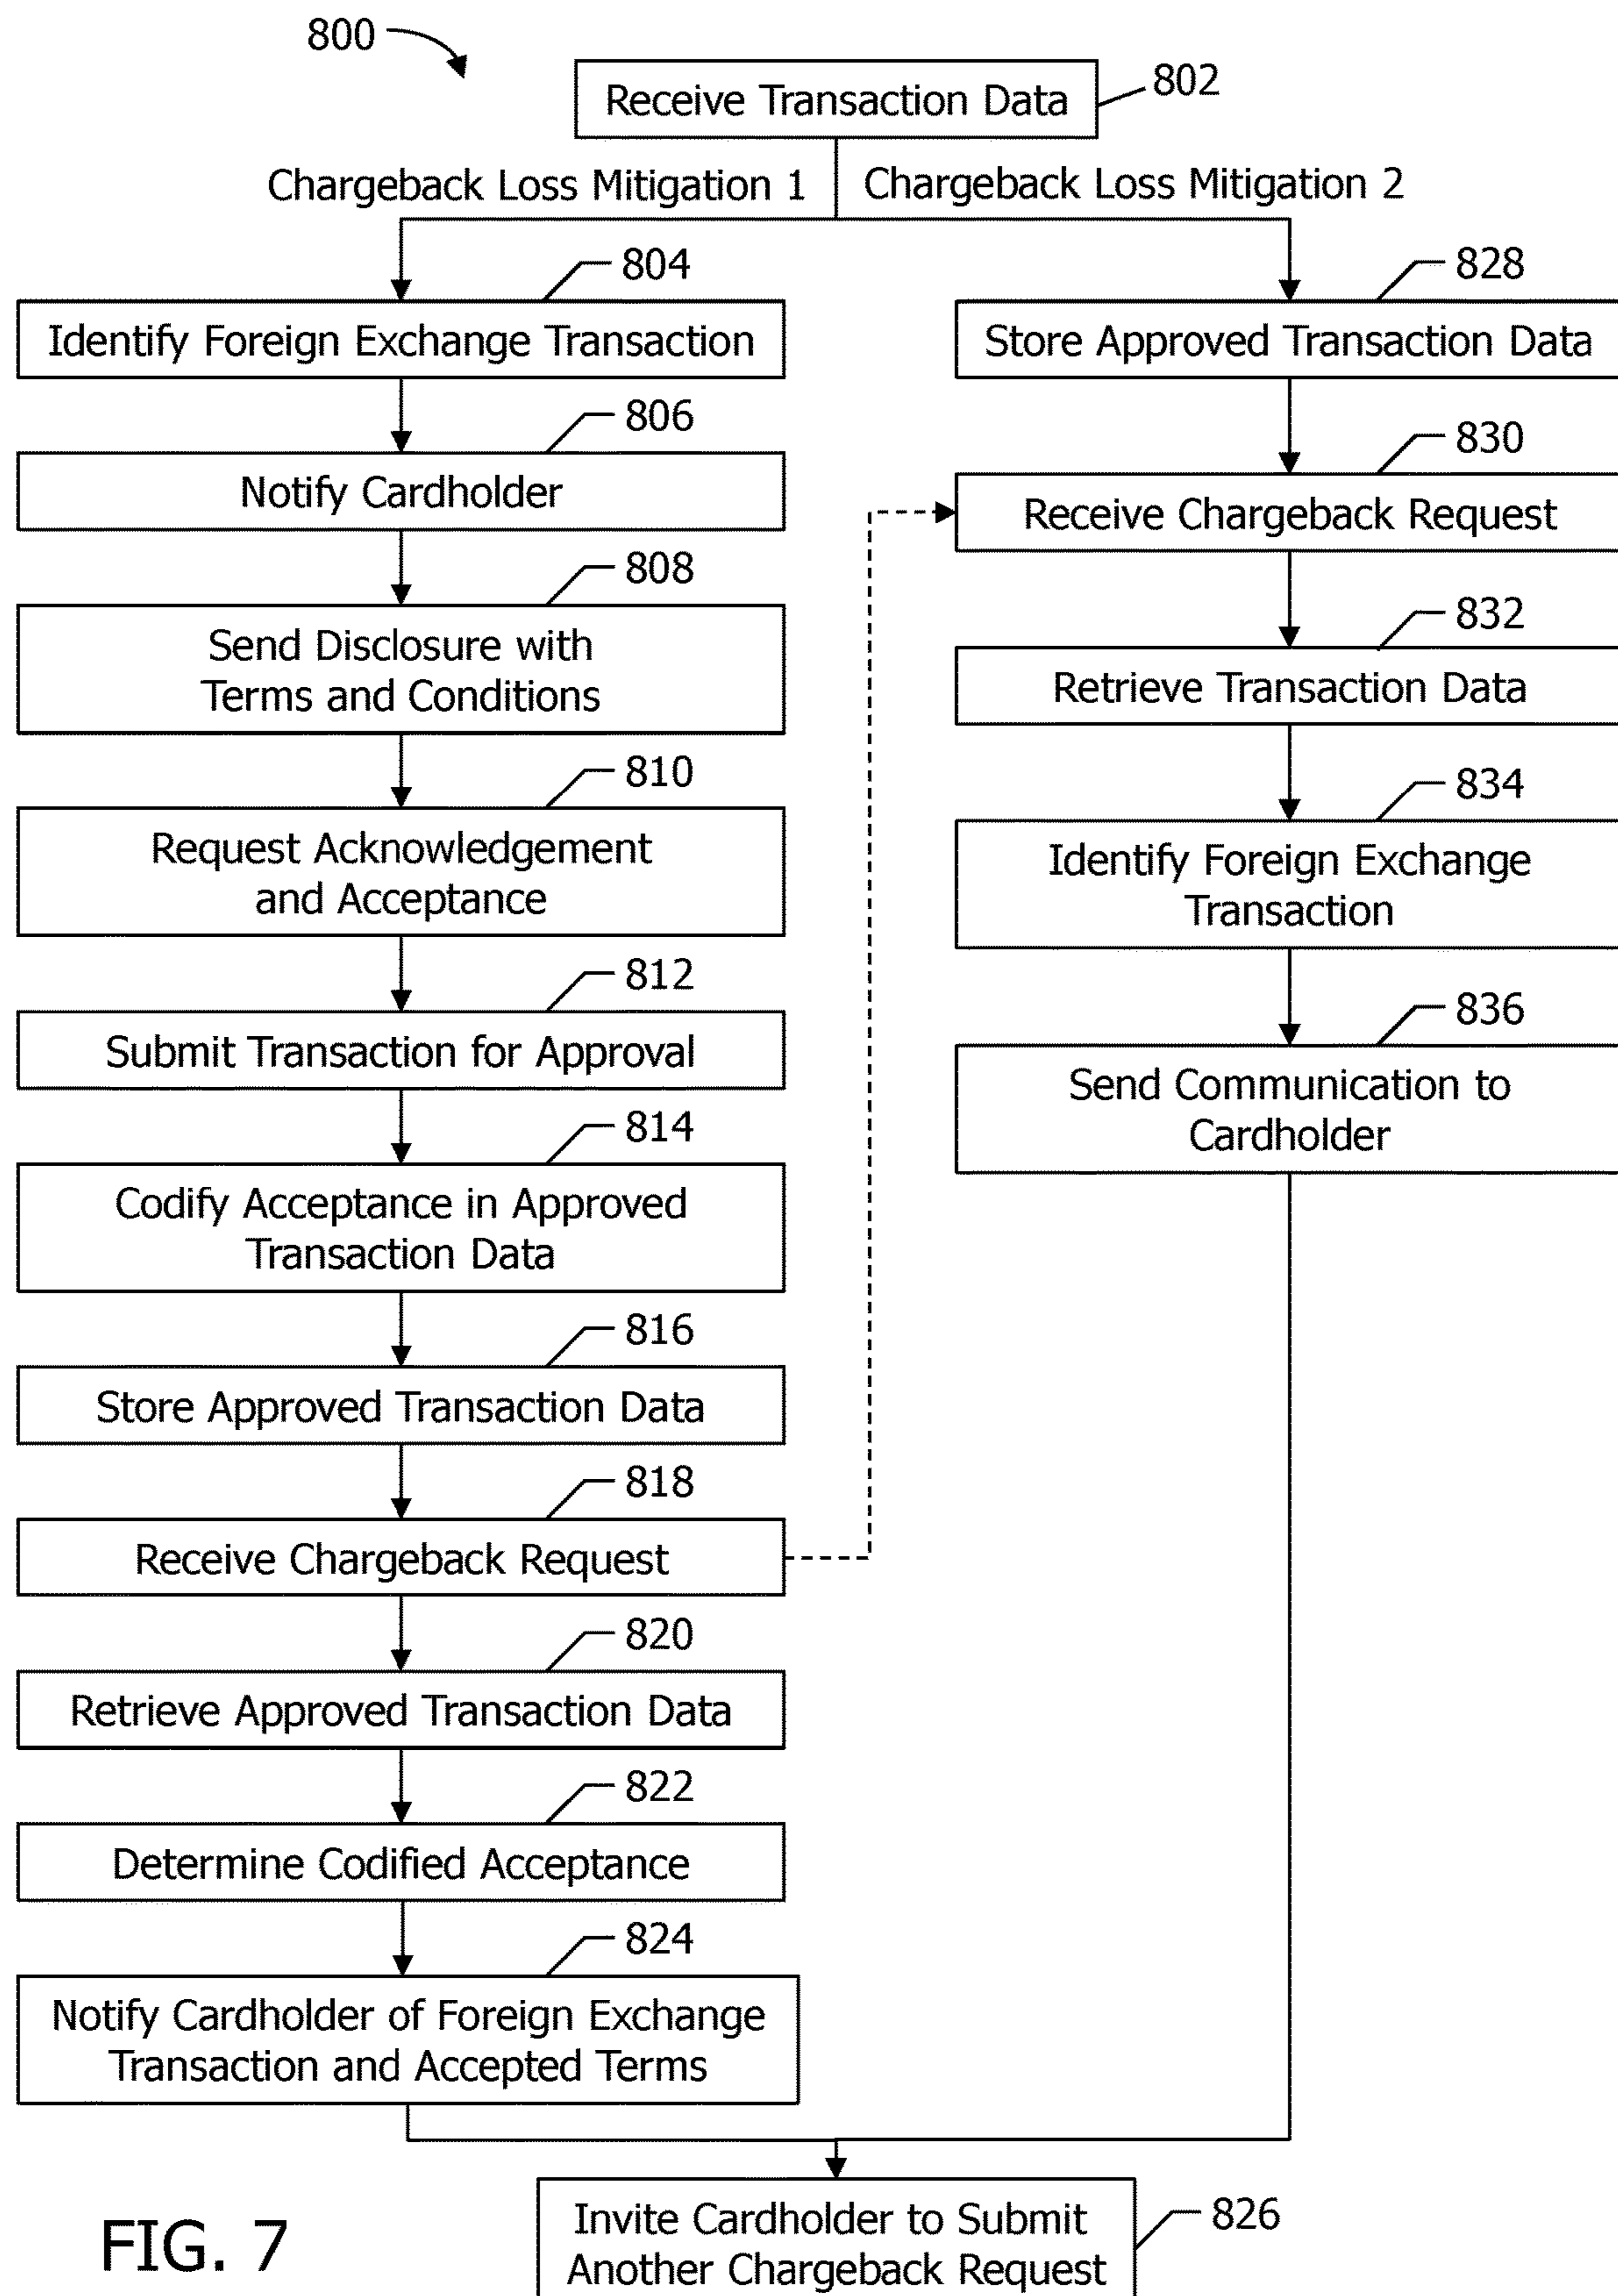 800
Receive Transaction Data
802
Chargeback Loss Mitigation 1
Chargeback Loss Mitigation 2
804
Identify Foreign Exchange Transaction
806
Notify Cardholder
808
Send Disclosure with
Terms and Conditions
810
Request Acknowledgement
and Acceptance
812
Submit Transaction for Approval
814
Codify Acceptance in Approved
Transaction Data
816
Store Approved Transaction Data
818
Receive Chargeback Request
820
Retrieve Approved Transaction Data
822
Determine Codified Acceptance
824
Notify Cardholder of Foreign Exchange
Transaction and Accepted Terms
828
Store Approved Transaction Data
830
Receive Chargeback Request
832
Retrieve Transaction Data
834
Identify Foreign Exchange
Transaction
836
Send Communication to
Cardholder
826
Invite Cardholder to Submit
Another Chargeback Request
FIG. 7